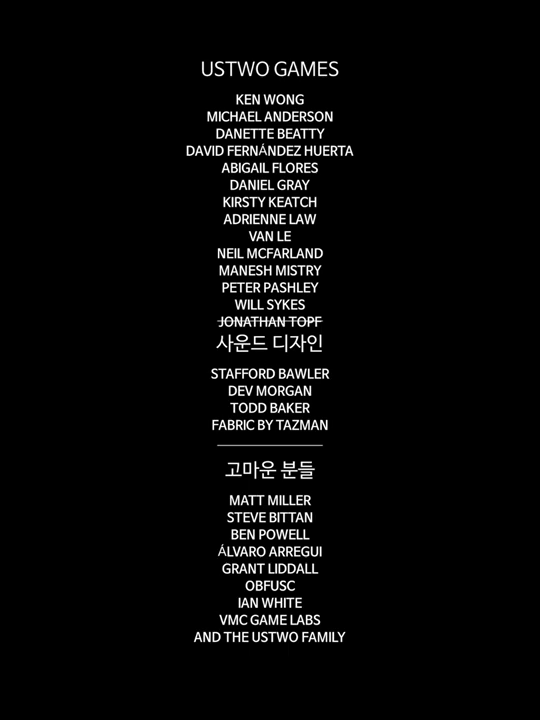 USTWO GAMES
KEN WONG
MICHAEL ANDERSON
DANETTE BEATTY
DAVID FERNÁNDEZ HUERTA
ABIGAIL FLORES
DANIEL GRAY
KIRSTY KEATCH
ADRIENNE LAW
VAN LE
NEIL MCFARLAND
MANESH MISTRY
PETER PASHLEY
WILL SYKES
JONATHAN TOPF
사운드 디자인
STAFFORD BAWLER
DEV MORGAN
TODD BAKER
FABRIC BY TAZMAN
고마운 분들
MATT MILLER
STEVE BITTAN
BEN POWELL
ÁLVARO ARREGUI
GRANT LIDDALL
OBFUSC
IAN WHITE
VMC GAME LABS
AND THE USTWO FAMILY